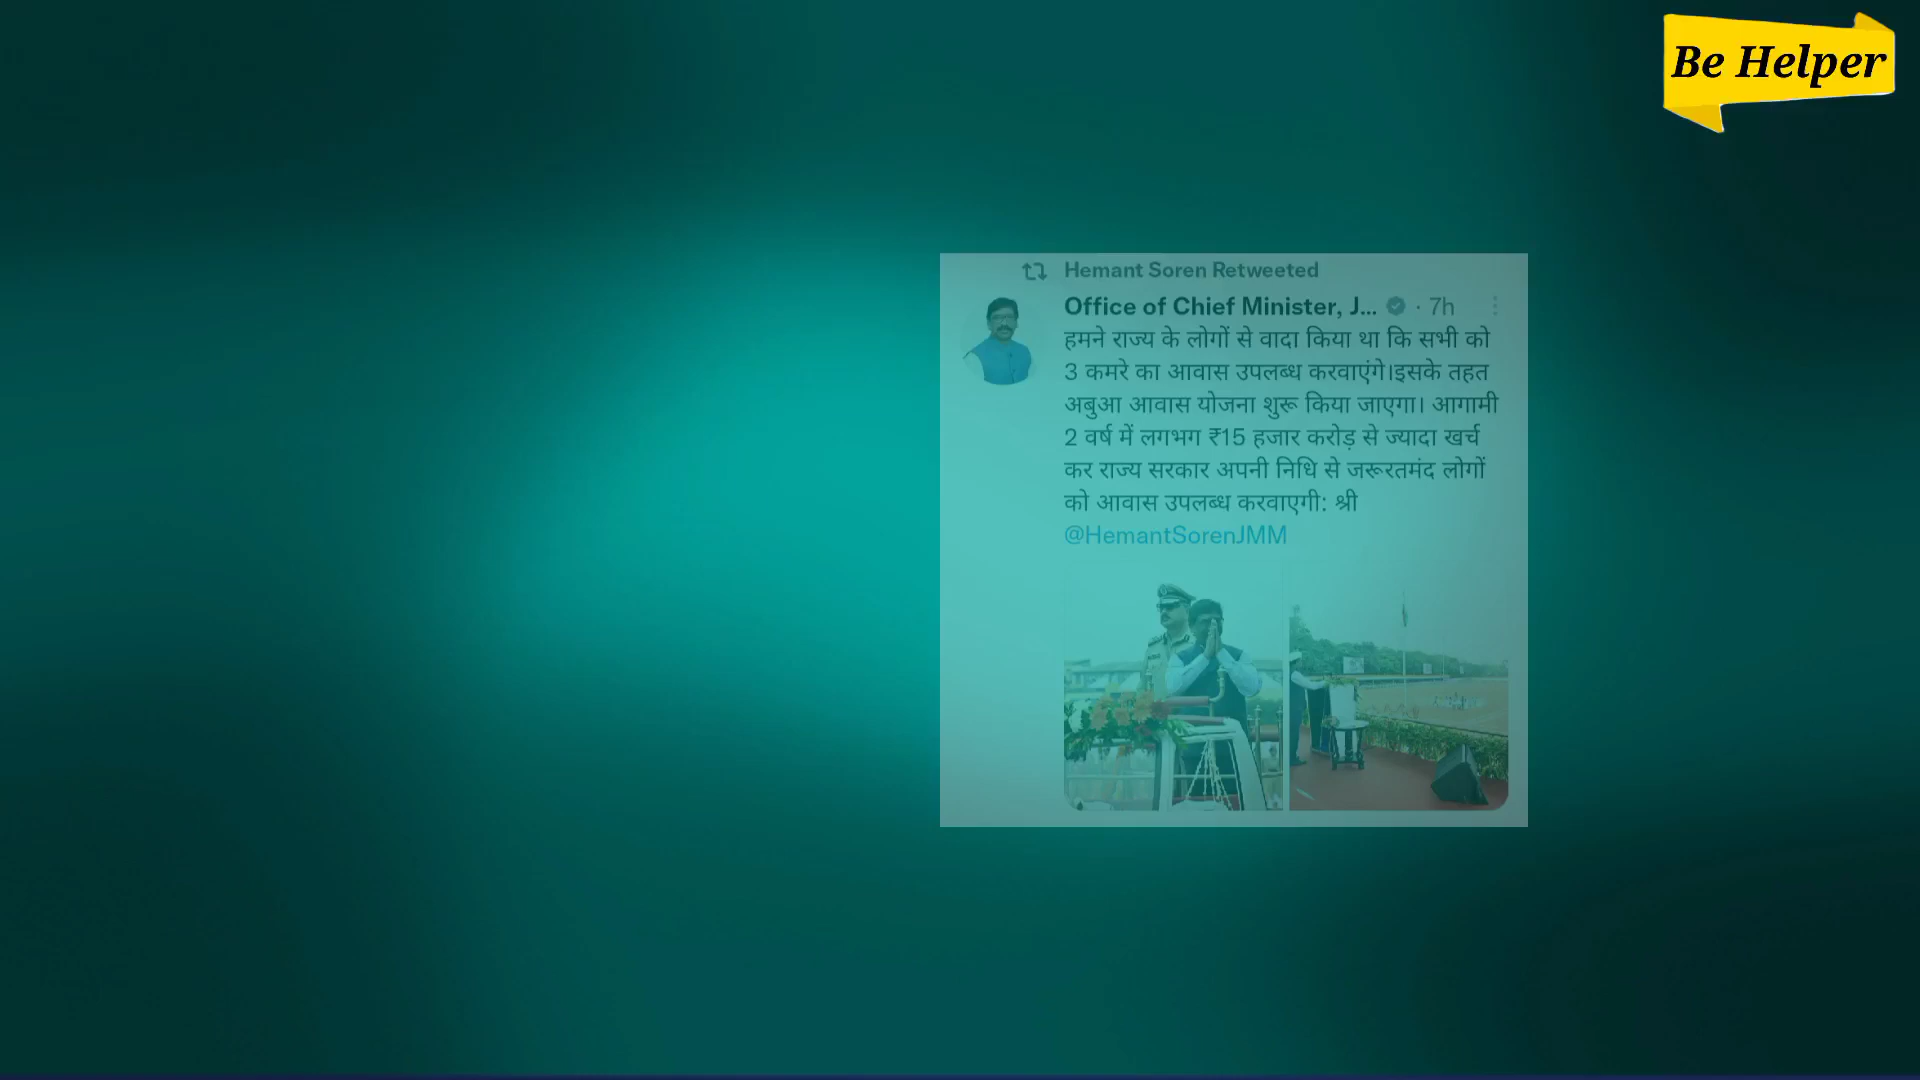 Be Helper
Hemant Soren Retweeted
Office of Chief Minister, J... · 7h
हमने राज्य के लोगों से वादा किया था कि सभी को
3 कमरे का आवास उपलब्ध करवाएंगे।इसके तहत
अबुआ आवास योजना शुरू किया जाएगा। आगामी
2 वर्ष में लगभग ₹15 हजार करोड़ से ज्यादा खर्च
कर राज्य सरकार अपनी निधि से जरूरतमंद लोगों
को आवास उपलब्ध करवाएगी: श्री
@HemantSorenJMM